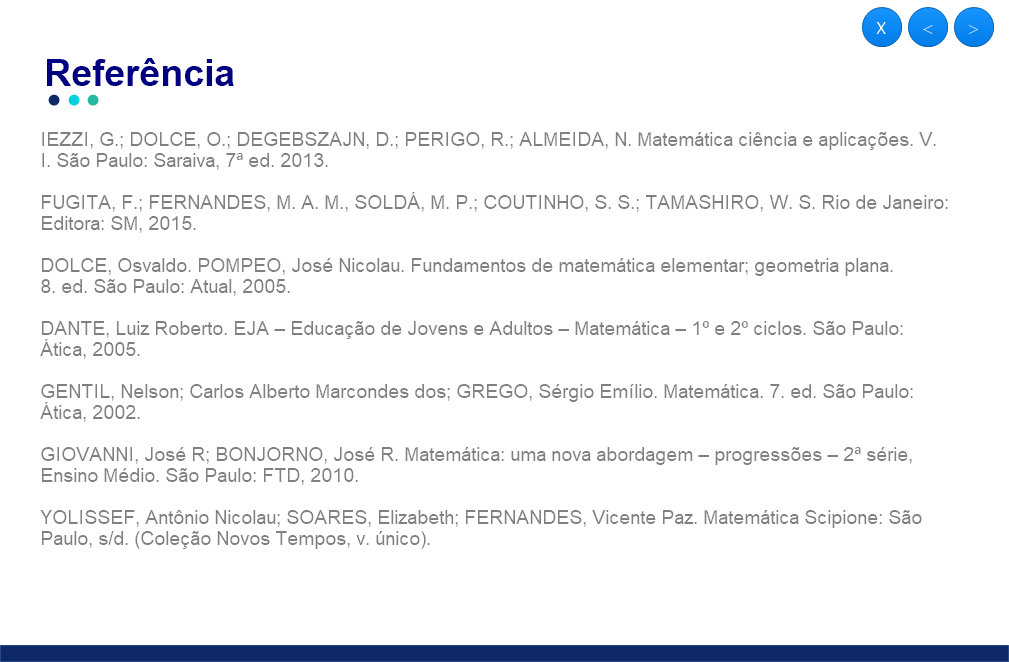 X < >
Referência
IEZZI, G.; DOLCE, O.; DEGEBSZAJN, D.; PERIGO, R.; ALMEIDA, N. Matemática ciência e aplicações. V.
I. São Paulo: Saraiva, 7ª ed. 2013.
FUGITA, F.; FERNANDES, M. A. M., SOLDÁ, M. P.; COUTINHO, S. S.; TAMASHIRO, W. S. Rio de Janeiro:
Editora: SM, 2015.
DOLCE, Osvaldo. POMPEO, José Nicolau. Fundamentos de matemática elementar; geometria plana.
8. ed. São Paulo: Atual, 2005.
DANTE, Luiz Roberto. EJA – Educação de Jovens e Adultos – Matemática – 1º e 2º ciclos. São Paulo:
Ática, 2005.
GENTIL, Nelson; Carlos Alberto Marcondes dos; GREGO, Sérgio Emílio. Matemática. 7. ed. São Paulo:
Ática, 2002.
GIOVANNI, José R; BONJORNO, José R. Matemática: uma nova abordagem – progressões – 2ª série,
Ensino Médio. São Paulo: FTD, 2010.
YOLISSEF, Antônio Nicolau; SOARES, Elizabeth; FERNANDES, Vicente Paz. Matemática Scipione: São
Paulo, s/d. (Coleção Novos Tempos, v. único).